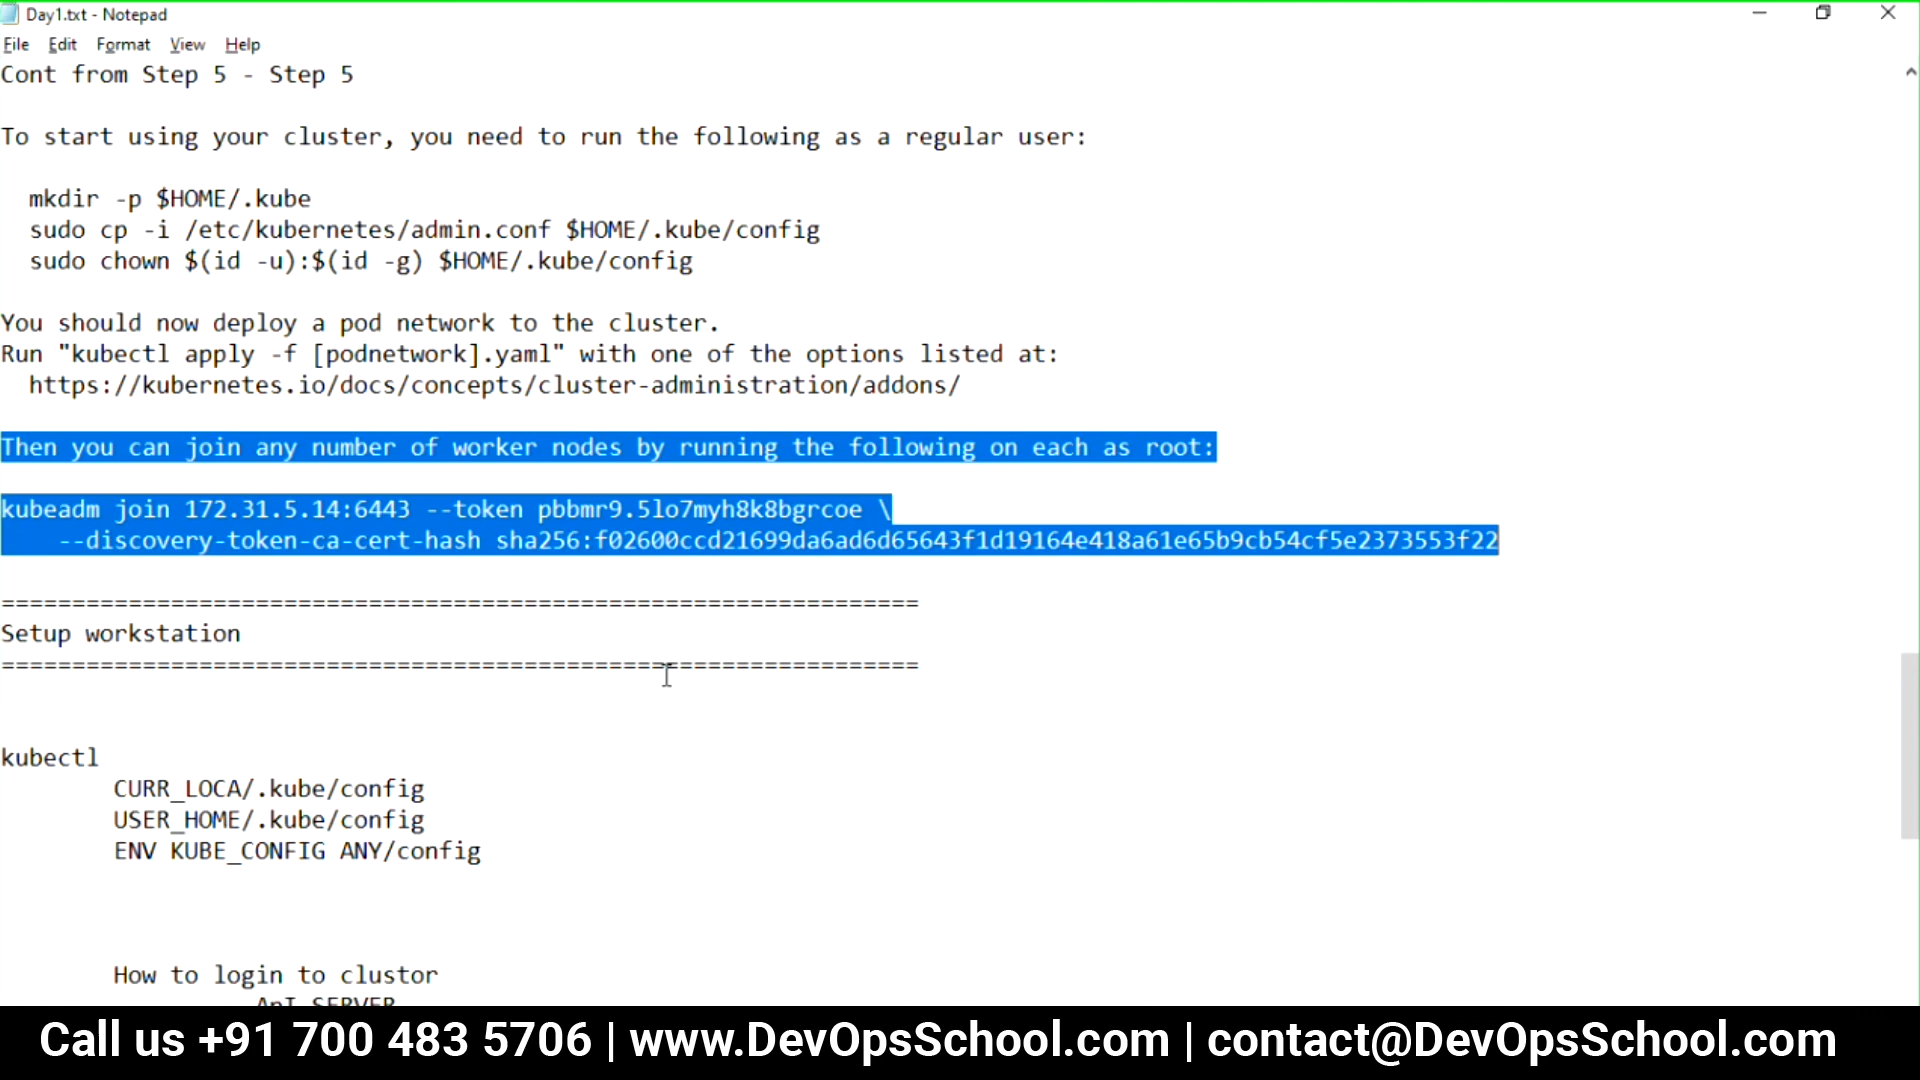 Day1.txt - Notepad
File Edit Format View Help
Cont from Step 5 - Step 5
To start using your cluster, you need to run the following as a regular user:
mkdir -p $HOME/.kube
sudo cp -i /etc/kubernetes/admin.conf $HOME/.kube/config
sudo chown $(id -u):$(id -g) $HOME/.kube/config
You should now deploy a pod network to the cluster.
Run "kubectl apply -f [podnetwork].yaml" with one of the options listed at:
https://kubernetes.io/docs/concepts/cluster-administration/addons/
Then you can join any number of worker nodes by running the following on each as root:
kubeadm join 172.31.5.14:6443 --token pbbmr9.5lo7myh8k8bgrcoe \
--discovery-token-ca-cert-hash sha256:f02600ccd21699da6ad6d65643f1d19164e418a61e65b9cb54cf5e2373553f22
=================================================================
Setup workstation
=================================================================
kubectl
CURR_LOCA/.kube/config
USER_HOME/.kube/config
ENV KUBE_CONFIG ANY/config
How to login to clustor
ApI SERVER
Call us +91 700 483 5706 | www.DevOpsSchool.com | contact@DevOpsSchool.com